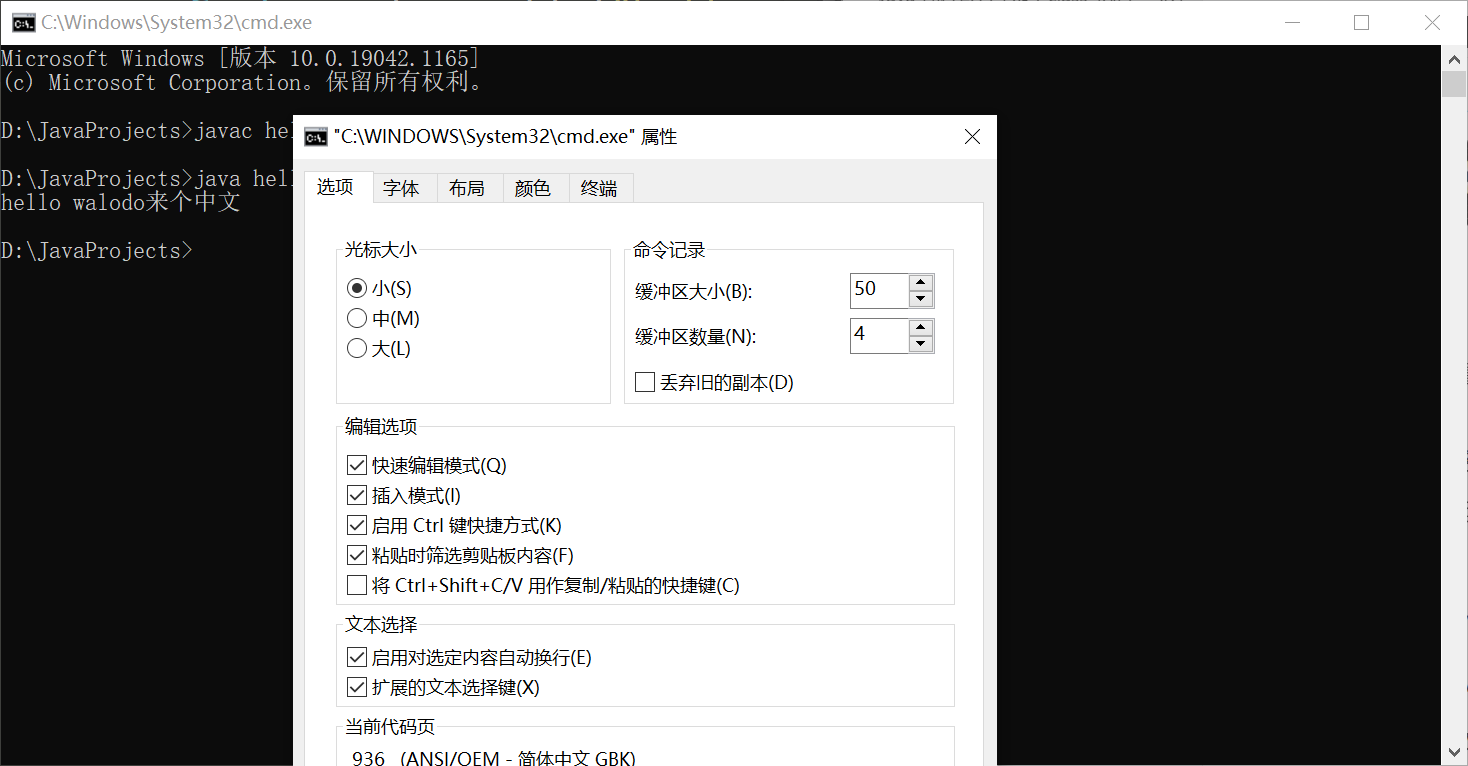 C:\Windows\System32\cmd.exe
Microsoft Windows [版本 10.0.19042.1165]
(c) Microsoft Corporation。保留所有权利。
D:\JavaProjects>javac
D:\JavaProjects>java
hello walodo来个中文
D:\JavaProjects>
"C:\WINDOWS\System32\cmd.exe" 属性
选项 字体 布局 颜色 终端
光标大小
小(S)
中(M)
大(L)
命令记录
缓冲区大小(B): 50
缓冲区数量(N): 4
丢弃旧的副本(D)
编辑选项
快速编辑模式(Q)
插入模式(I)
启用 Ctrl 键快捷方式(K)
粘贴时筛选剪贴板内容(F)
将 Ctrl+Shift+C/V 用作复制/粘贴的快捷键(C)
文本选择
启用对选定内容自动换行(E)
扩展的文本选择键(X)
当前代码页
936 (ANSI/OEM - 简体中文 GBK)